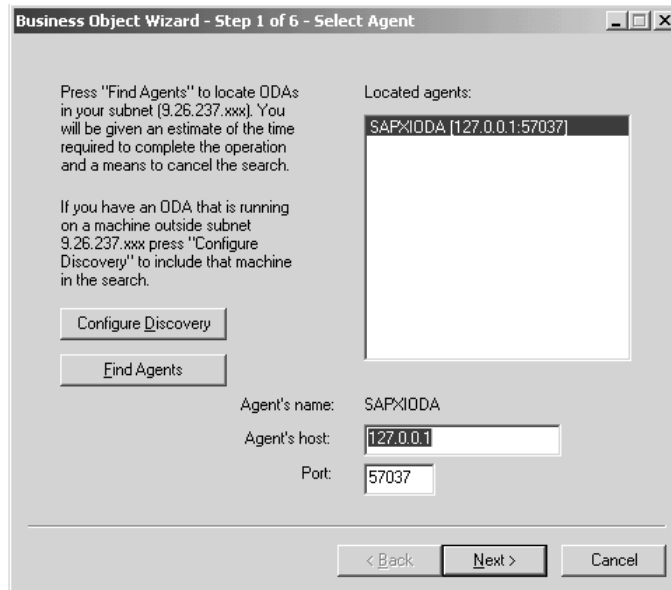 Business Object Wizard - Step 1 of 6 - Select Agent
Press "Find Agents" to locate ODAs
in your subnet (9.26.237.xxx). You
will be given an estimate of the time
required to complete the operation
and a means to cancel the search.
If you have an ODA that is running
on a machine outside subnet
9.26.237.xxx press "Configure
Discovery" to include that machine
in the search.
Configure Discovery
Find Agents
Located agents:
SAPXIODA [127.0.0.1:57037]
Agent's name: SAPXIODA
Agent's host: 127.0.0.1
Port: 57037
< Back Next > Cancel